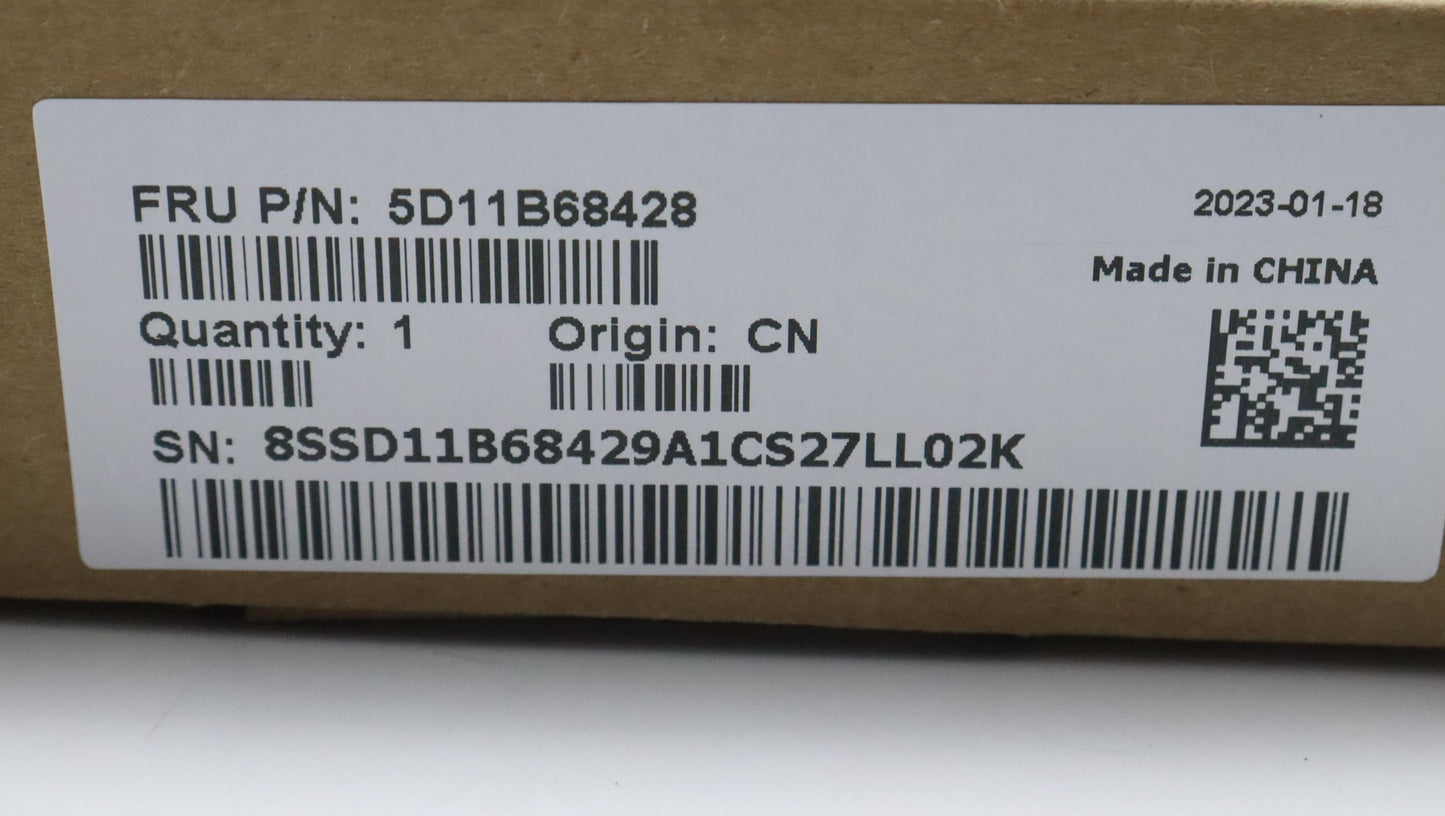 FRU P/N: 5D11B68428
2023-01-18
Made in CHINA
Quantity: 1
Origin: CN
SN: 8SSD11B68429A1CS27LL02K